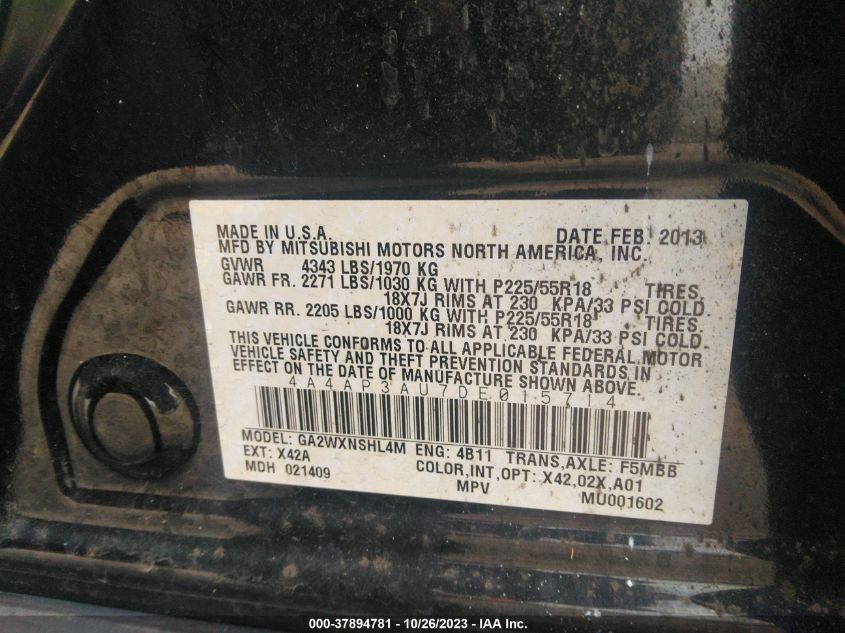 MADE IN U.S.A. DATE FEB. 2013
MFD BY MITSUBISHI MOTORS NORTH AMERICA, INC.
GVWR 4343 LBS/1970 KG
GAWR FR. 2271 LBS/1030 KG WITH P225/55R18 TIRES,
18X7J RIMS AT 230 KPA/33 PSI COLD.
GAWR RR. 2205 LBS/1000 KG WITH P225/55R18 TIRES,
18X7J RIMS AT 230 KPA/33 PSI COLD.
THIS VEHICLE CONFORMS TO ALL APPLICABLE FEDERAL MOTOR
VEHICLE SAFETY AND THEFT PREVENTION STANDARDS IN
EFFECT ON THE DATE OF MANUFACTURE SHOWN ABOVE.
4A4AP3AU7DE015714
MODEL: GA2WXNSHL4M ENG: 4B11 TRANS,AXLE: F5MBB
EXT: X42A COLOR,INT,OPT: X42,02X,A01
MDH 021409 MPV MU001602
000-37894781 - 10/26/2023 - IAA Inc.